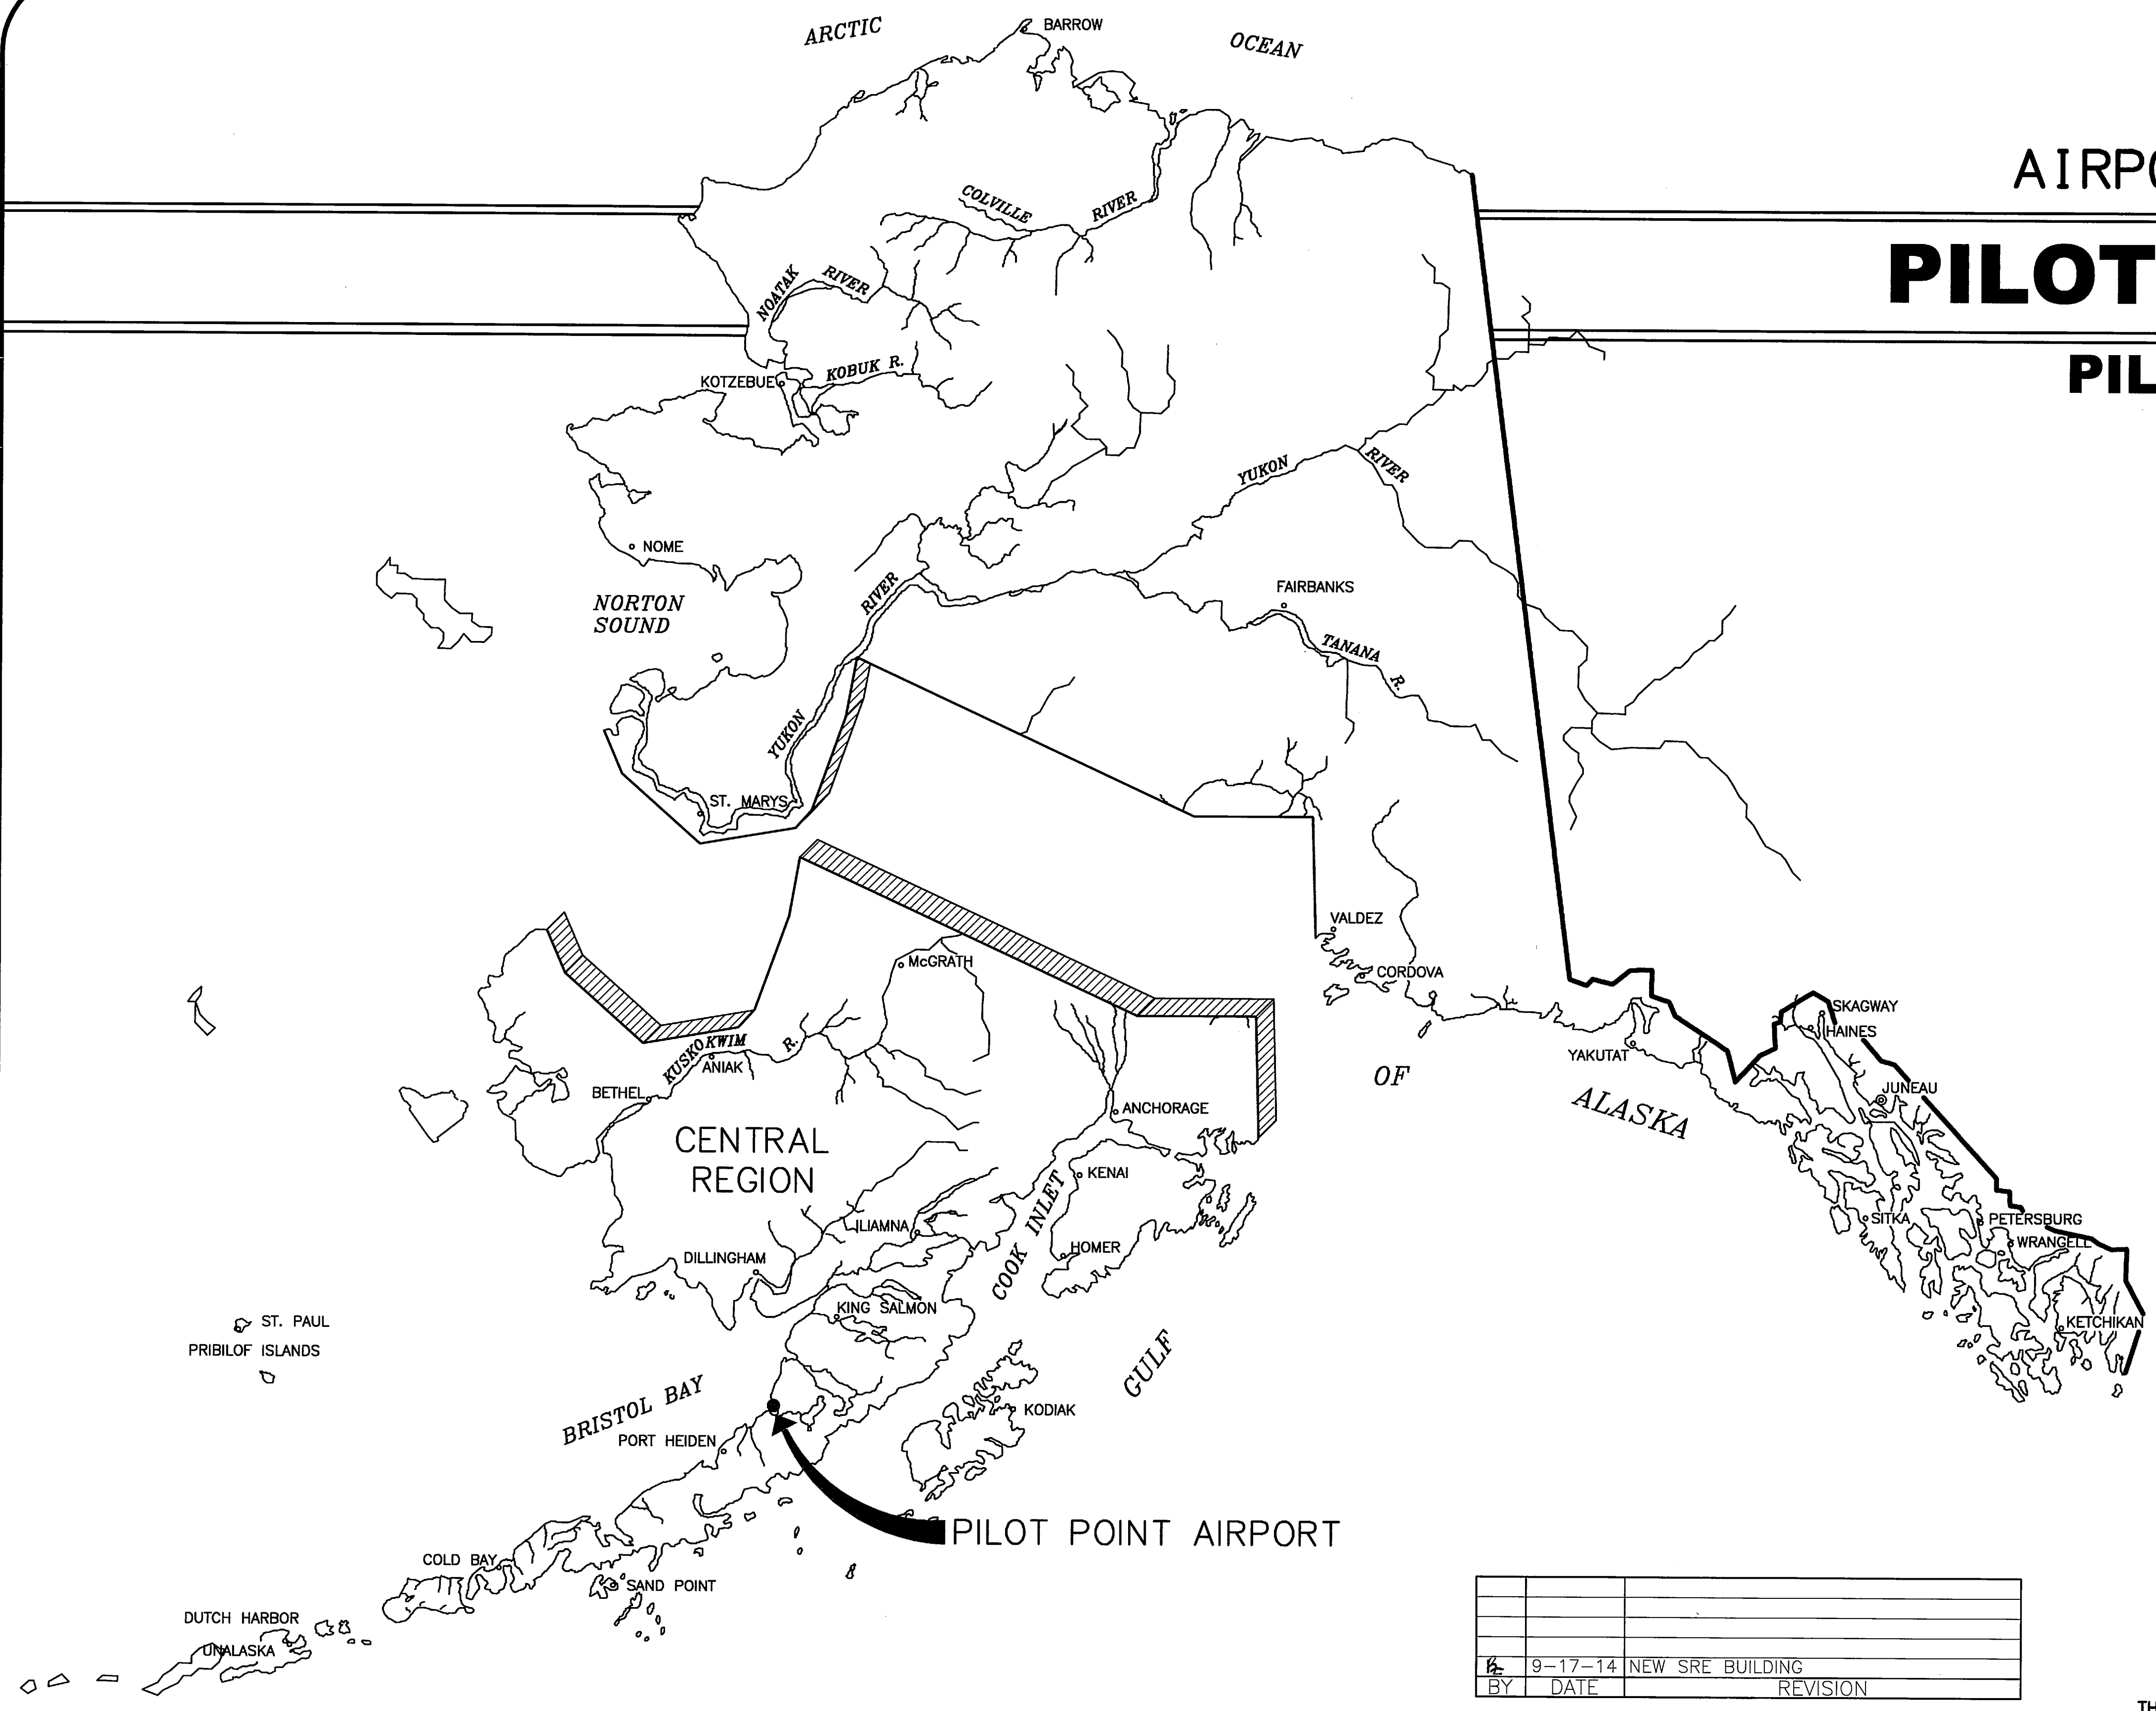 ARCTIC
BARROW
OCEAN
AIRPO
COLVILLE
RIVER
PILOT
NOATAK
RIVER
PIL
KOTZEBUE
KOBUK R.
YUKON
RIVER
NOME
FAIRBANKS
NORTON
SOUND
RIVER
TANANA
R.
YUKON
ST. MARYS
VALDEZ
McGRATH
CORDOVA
SKAGWAY
HAINES
KUSKOKWIM
R.
YAKUTAT
ANIAK
OF
JUNEAU
BETHEL
ANCHORAGE
ALASKA
CENTRAL
REGION
KENAI
COOK INLET
ILIAMNA
SITKA
PETERSBURG
WRANGELL
HOMER
DILLINGHAM
KING SALMON
ST. PAUL
KETCHIKAN
PRIBILOF ISLANDS
GULF
BRISTOL BAY
KODIAK
PORT HEIDEN
PILOT POINT AIRPORT
COLD BAY
SAND POINT
DUTCH HARBOR
UNALASKA
9-17-14 NEW SRE BUILDING
BY DATE REVISION
TH